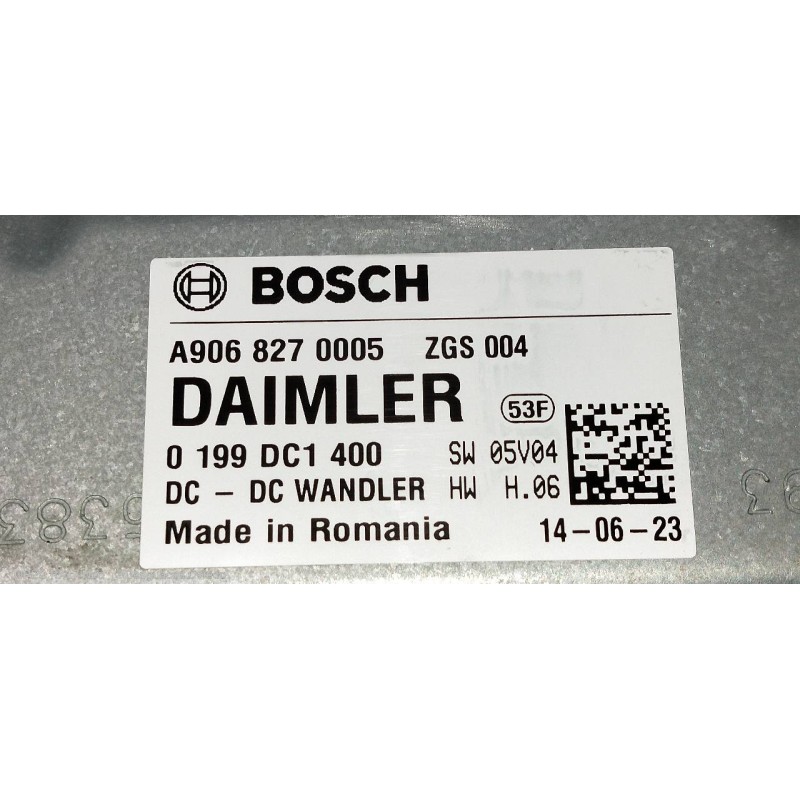 BOSCH
A906 827 0005 ZGS 004
DAIMLER 53F
0 199 DC1 400 SW 05V04
DC - DC WANDLER HW H.06
Made in Romania 14-06-23